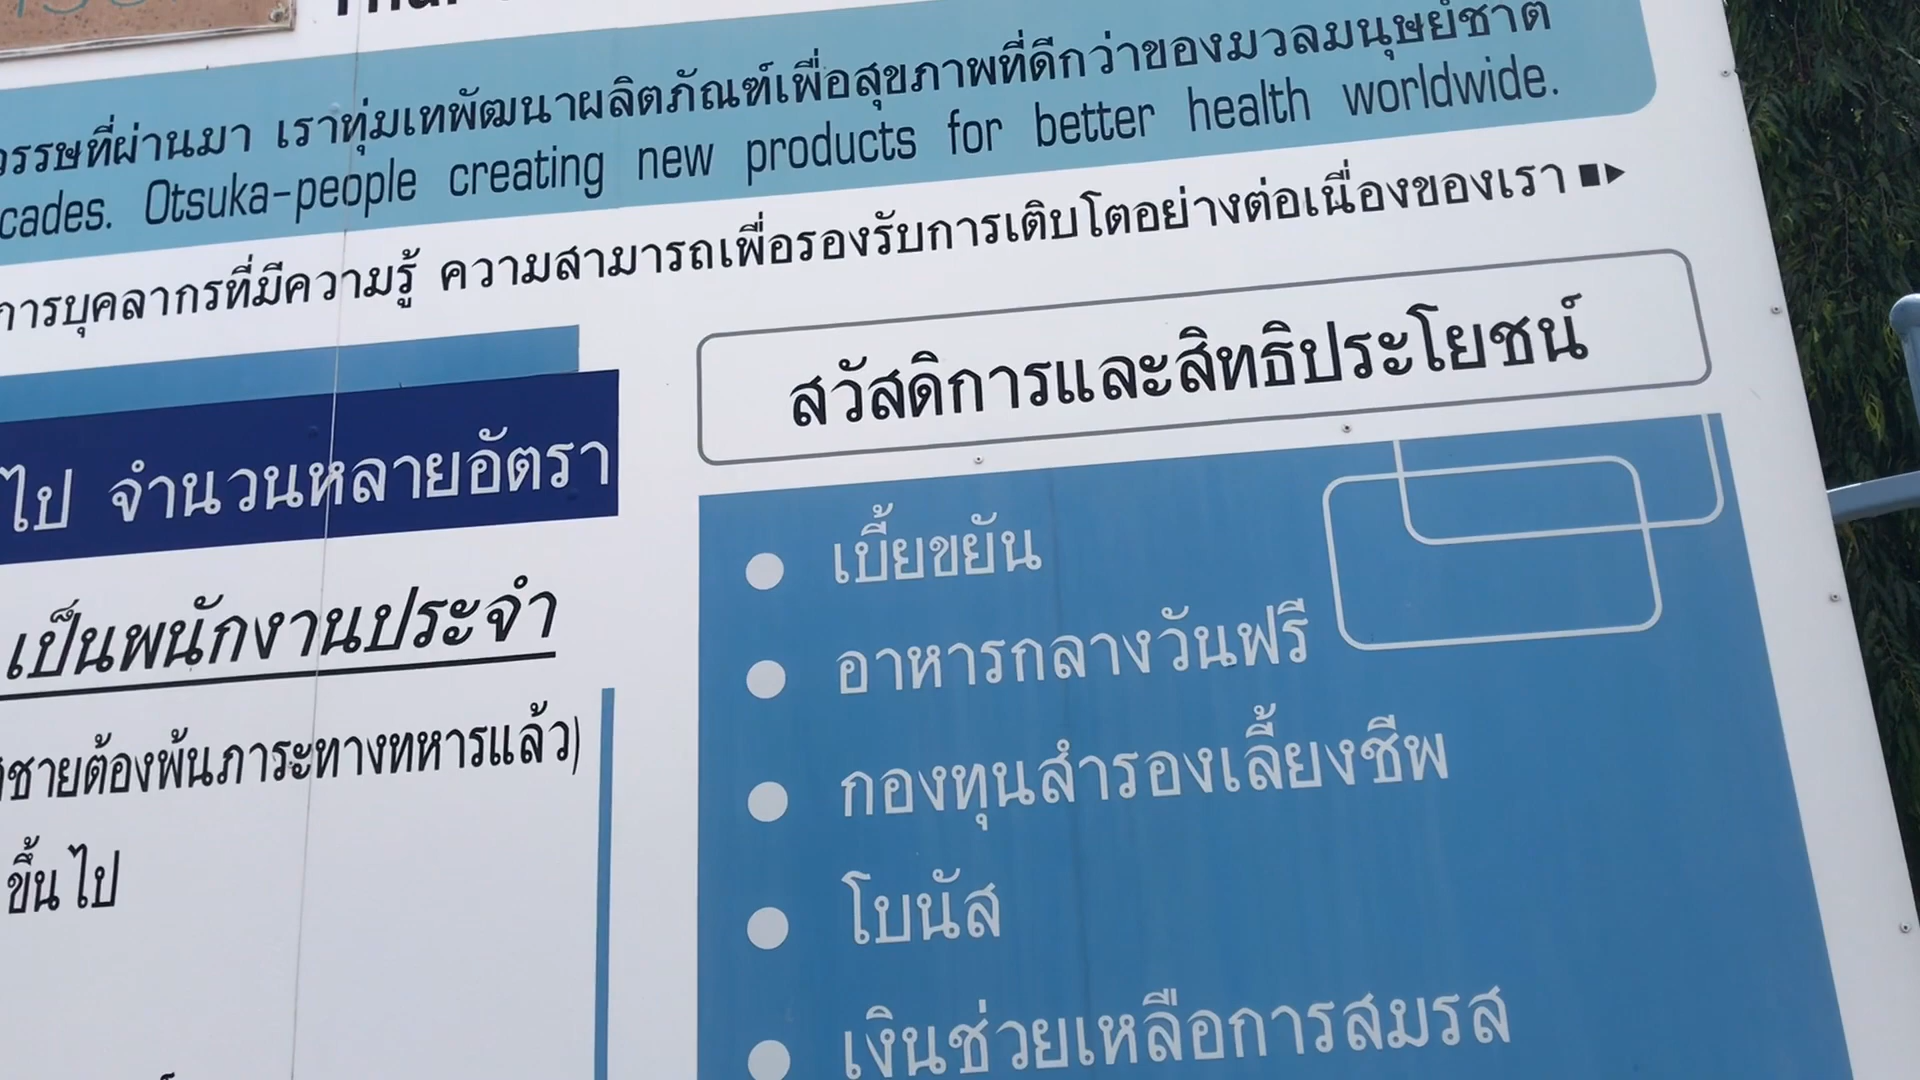 ที่ผ่านมา เราทุ่มเทพัฒนาผลิตภัณฑ์เพื่อสุขภาพที่ดีกว่าของมวลมนุษย์ชาติ
cades. Otsuka-people creating new products for better health worldwide.
การบุคลากรที่มีความรู้ ความสามารถเพื่อรองรับการเติบโตอย่างต่อเนื่องของเรา
สวัสดิการและสิทธิประโยชน์
ไป จำนวนหลายอัตรา
เป็นพนักงานประจำ
ชายต้องพ้นภาระทางทหารแล้ว)
ขึ้นไป
● เบี้ยขยัน
● อาหารกลางวันฟรี
● กองทุนสำรองเลี้ยงชีพ
● โบนัส
● เงินช่วยเหลือการสมรส